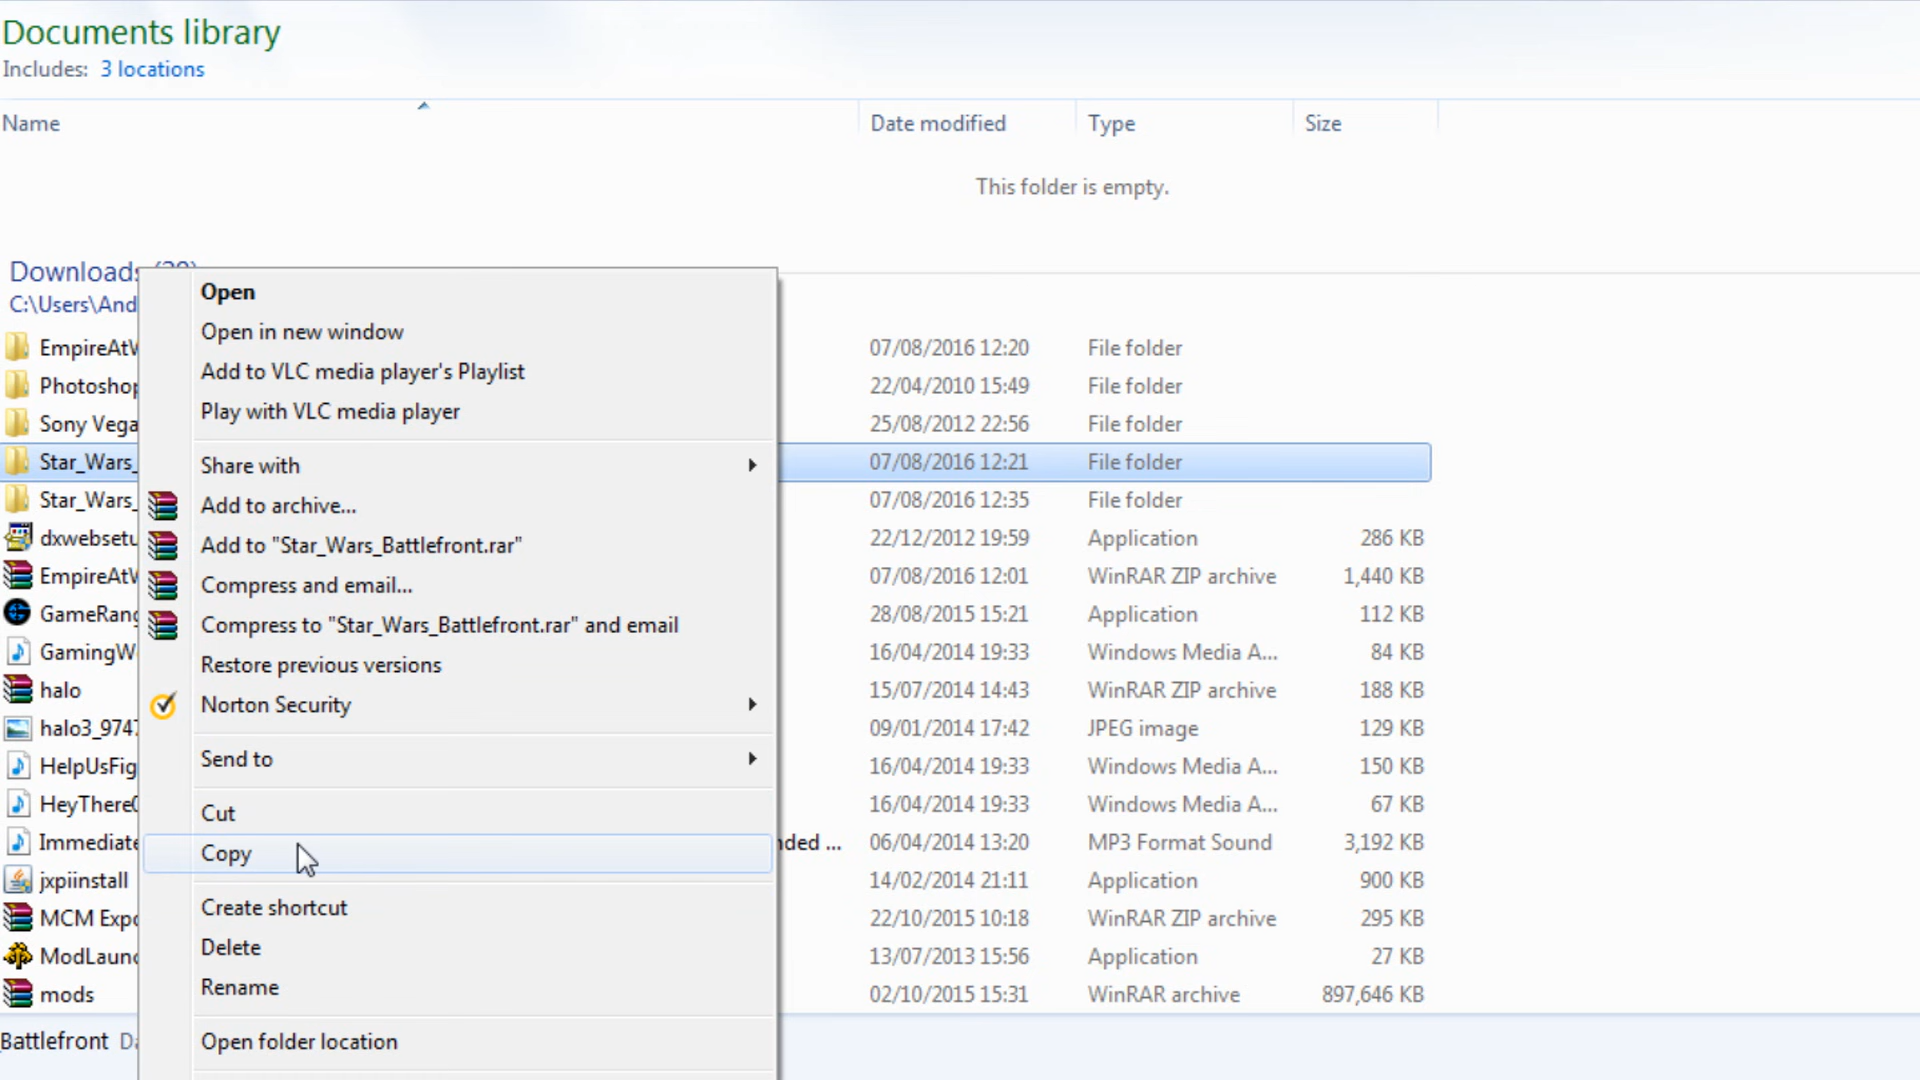 Documents library
Includes: 3 locations
Name Date modified Type Size
This folder is empty.
Downloads
C:\Users\And
Open
Open in new window
Add to VLC media player's Playlist
Play with VLC media player
Share with
Add to archive...
Add to "Star_Wars_Battlefront.rar"
Compress and email...
Compress to "Star_Wars_Battlefront.rar" and email
Restore previous versions
Norton Security
Send to
Cut
Copy
Create shortcut
Delete
Rename
Open folder location
EmpireAtW 07/08/2016 12:20 File folder
Photoshop 22/04/2010 15:49 File folder
Sony Vega 25/08/2012 22:56 File folder
Star_Wars_ 07/08/2016 12:21 File folder
Star_Wars_ 07/08/2016 12:35 File folder
dxwebsetu 22/12/2012 19:59 Application 286 KB
EmpireAtW 07/08/2016 12:01 WinRAR ZIP archive 1,440 KB
GameRang 28/08/2015 15:21 Application 112 KB
GamingWo 16/04/2014 19:33 Windows Media A... 84 KB
halo 15/07/2014 14:43 WinRAR ZIP archive 188 KB
halo3_9747 09/01/2014 17:42 JPEG image 129 KB
HelpUsFig 16/04/2014 19:33 Windows Media A... 150 KB
HeyThere 16/04/2014 19:33 Windows Media A... 67 KB
Immediate nded ... 06/04/2014 13:20 MP3 Format Sound 3,192 KB
jxpiinstall 14/02/2014 21:11 Application 900 KB
MCM Expo 22/10/2015 10:18 WinRAR ZIP archive 295 KB
ModLaunc 13/07/2013 15:56 Application 27 KB
mods 02/10/2015 15:31 WinRAR archive 897,646 KB
Battlefront Da